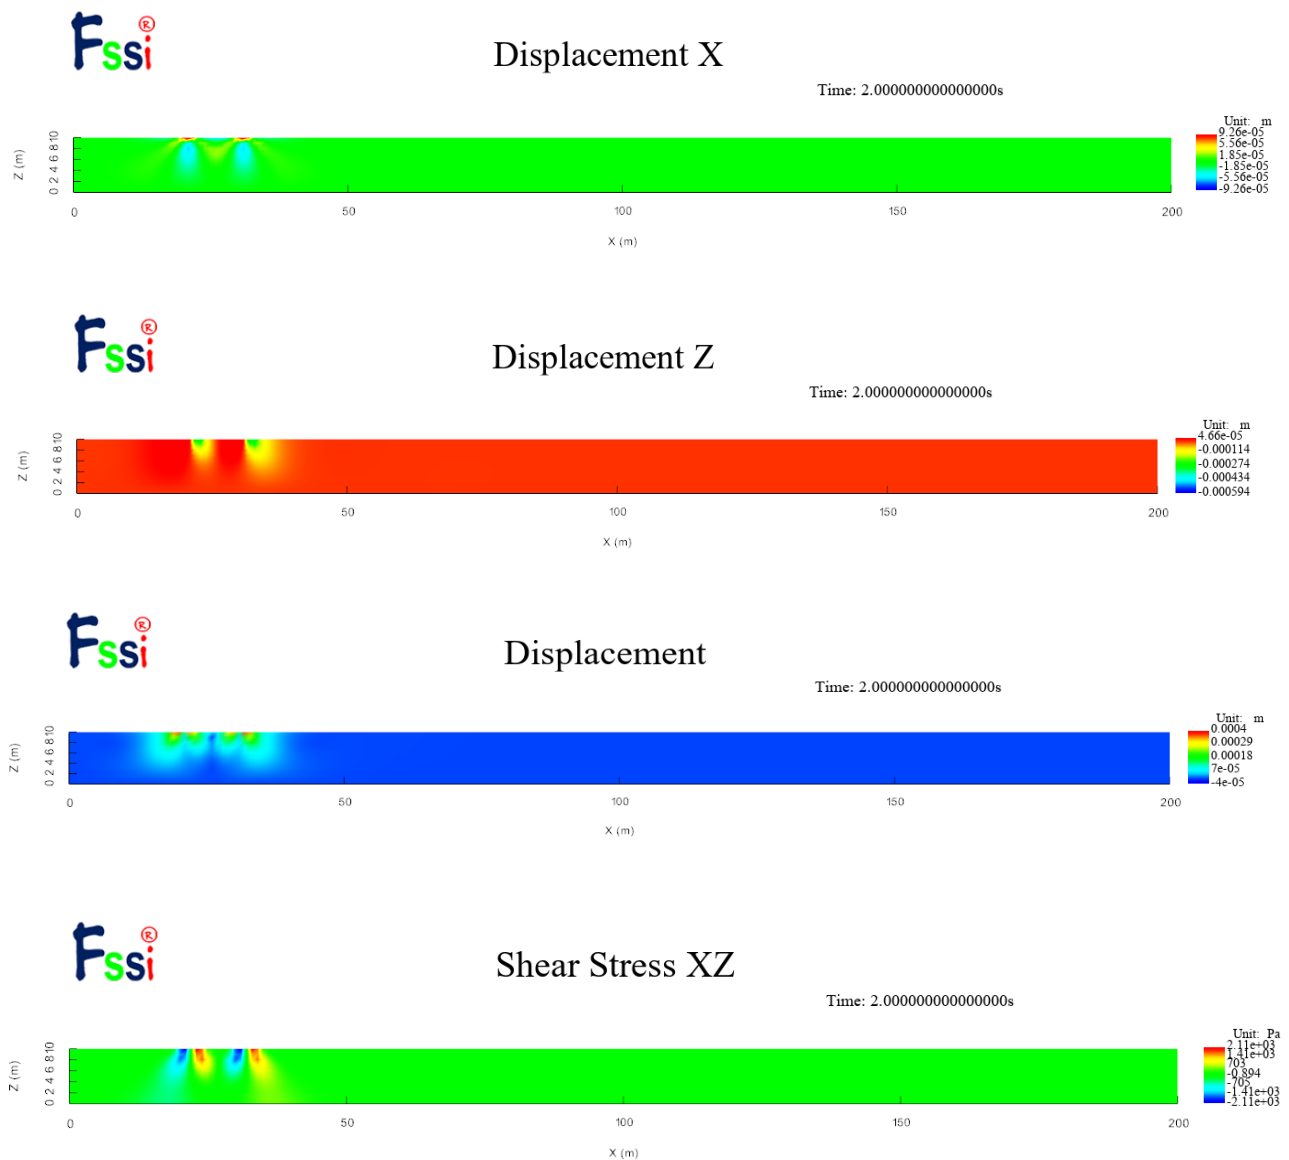 Fssi®
Displacement X
Time: 2.000000000000000s
Unit: m
9.26e-05
5.56e-05
1.85e-05
-1.85e-05
-5.56e-05
-9.26e-05
Z (m)
0 2 4 6 8 10
0 50 100 150 200
X (m)
Fssi®
Displacement Z
Time: 2.000000000000000s
Unit: m
4.66e-05
-0.000114
-0.000274
-0.000434
-0.000594
Z (m)
0 2 4 6 8 10
0 50 100 150 200
X (m)
Fssi®
Displacement
Time: 2.000000000000000s
Unit: m
0.0004
0.00029
0.00018
7e-05
-4e-05
Z (m)
0 2 4 6 8 10
0 50 100 150 200
X (m)
Fssi®
Shear Stress XZ
Time: 2.000000000000000s
Unit: Pa
2.11e+03
1.41e+03
703
-0.894
-705
-1.41e+03
-2.11e+03
Z (m)
0 2 4 6 8 10
0 50 100 150 200
X (m)